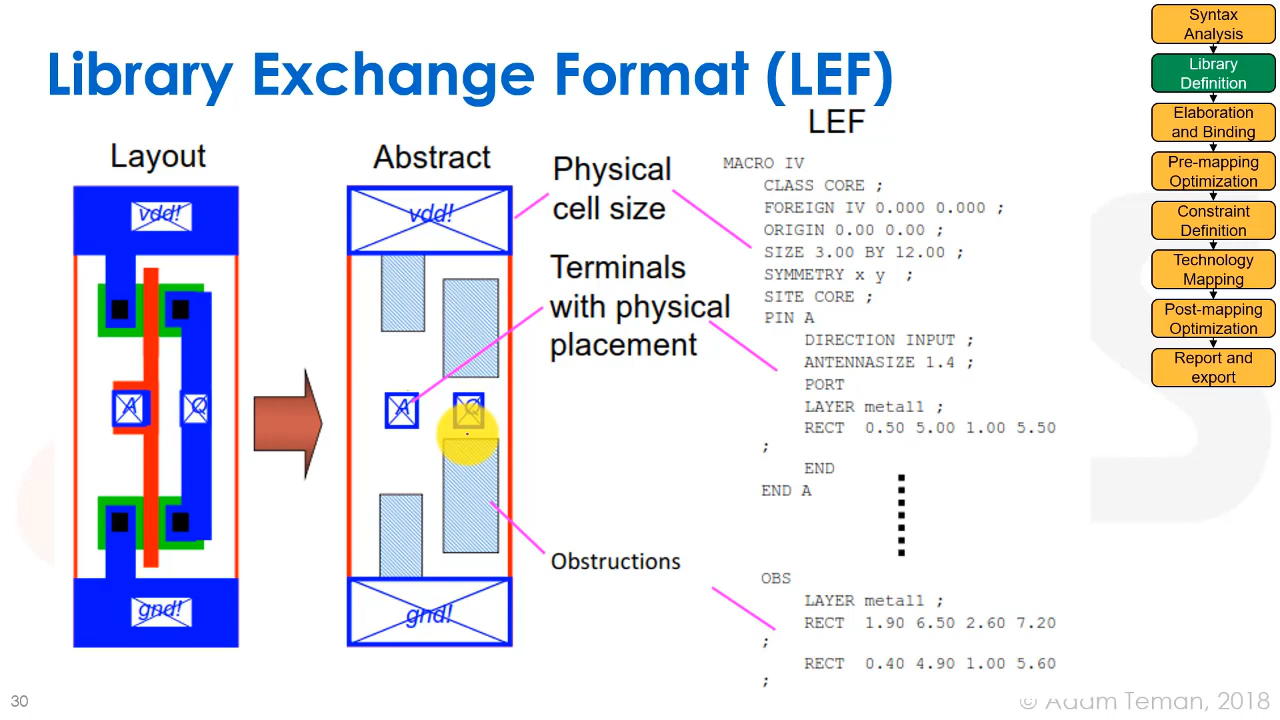 Library Exchange Format (LEF)
Layout
vdd!
A
Q
gnd!
Abstract
vdd!
A
Q
gnd!
Physical
cell size
Terminals
with physical
placement
Obstructions
LEF
MACRO IV
CLASS CORE ;
FOREIGN IV 0.000 0.000 ;
ORIGIN 0.00 0.00 ;
SIZE 3.00 BY 12.00 ;
SYMMETRY x y ;
SITE CORE ;
PIN A
DIRECTION INPUT ;
ANTENNASIZE 1.4 ;
PORT
LAYER metal1 ;
RECT 0.50 5.00 1.00 5.50
;
END
END A
OBS
LAYER metal1 ;
RECT 1.90 6.50 2.60 7.20
;
RECT 0.40 4.90 1.00 5.60
;
Syntax
Analysis
Library
Definition
Elaboration
and Binding
Pre-mapping
Optimization
Constraint
Definition
Technology
Mapping
Post-mapping
Optimization
Report and
export
30
© Adam Teman, 2018